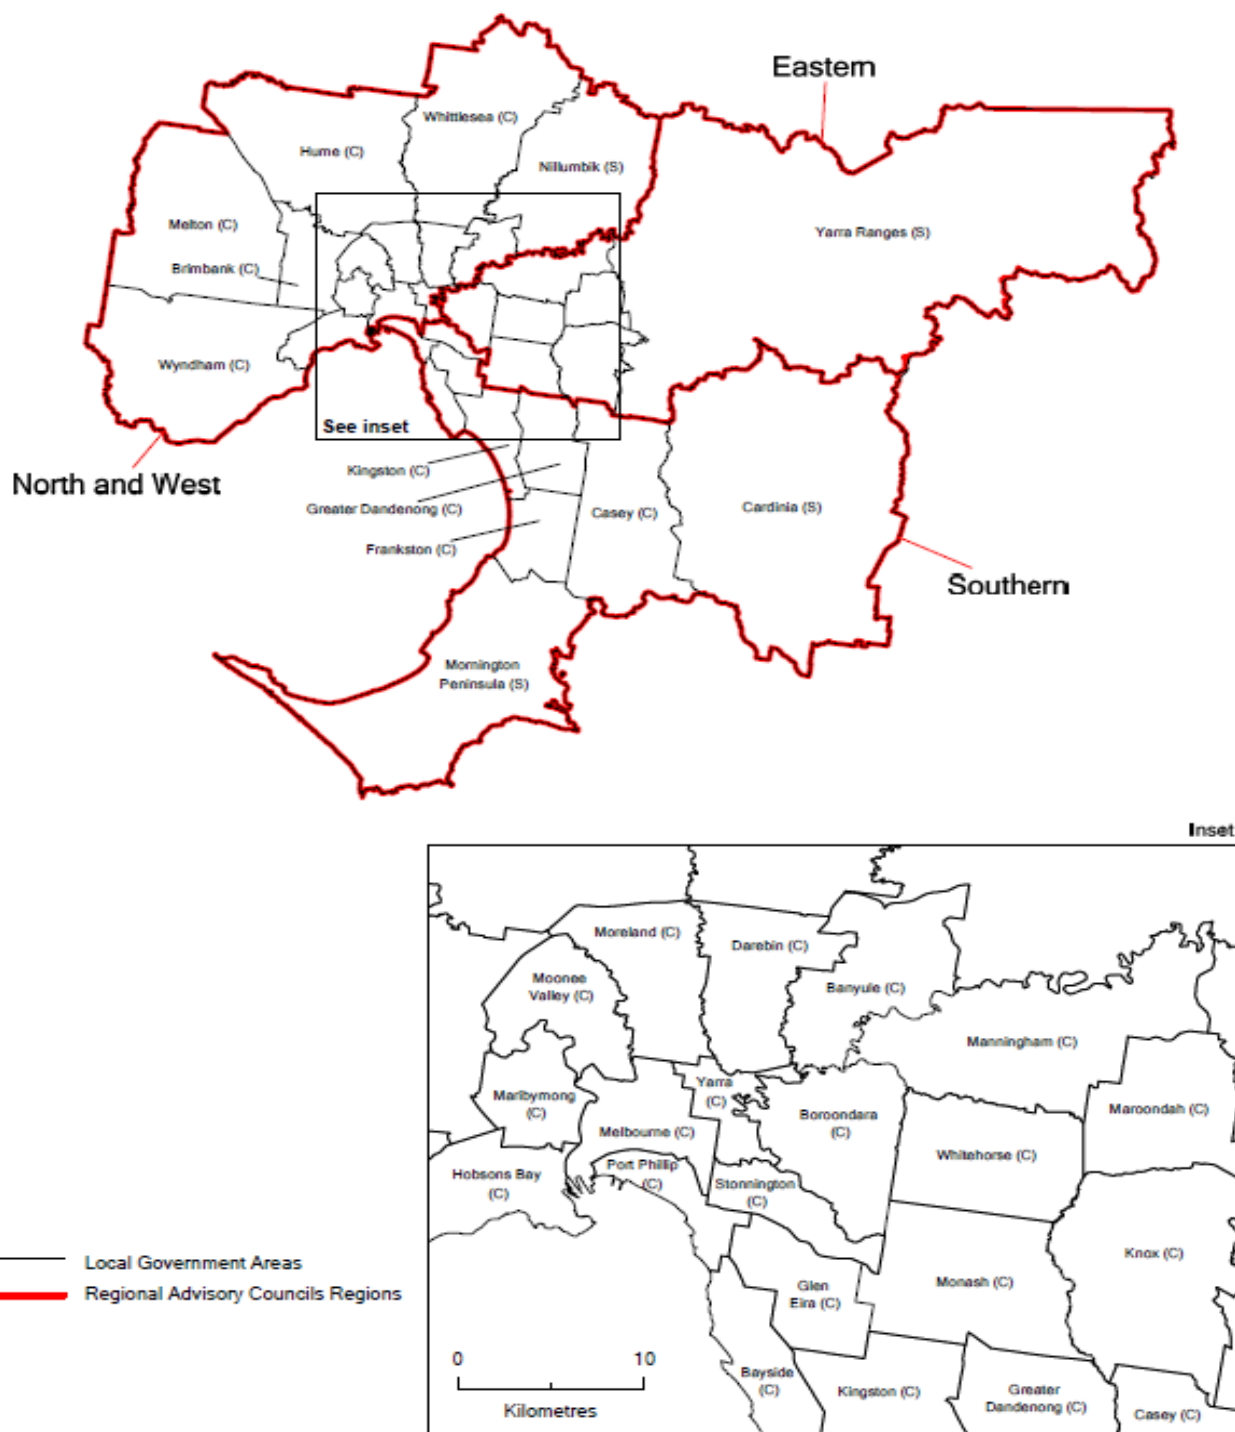 Eastern
Whittlesea (C)
Hume (C)
Nillumbik (S)
Melton (C)
Yarra Ranges (S)
Brimbank (C)
Wyndham (C)
See inset
Kingston (C)
North and West
Greater Dandenong (C)
Casey (C)
Cardinia (S)
Frankston (C)
Southern
Mornington
Peninsula (S)
Inset
Moreland (C)
Darebin (C)
Moonee
Valley (C)
Banyule (C)
Manningham (C)
Yarra
(C)
Maribymong
(C)
Boroondara
(C)
Maroondah (C)
Melbourne (C)
Whitehorse (C)
Port Phillip
(C)
Hobsons Bay
(C)
Stonnington
(C)
Knox (C)
Local Government Areas
Monash (C)
Glen
Eira (C)
Regional Advisory Councils Regions
0 10
Kilometres
Bayside
(C)
Kingston (C)
Greater
Dandenong (C)
Casey (C)